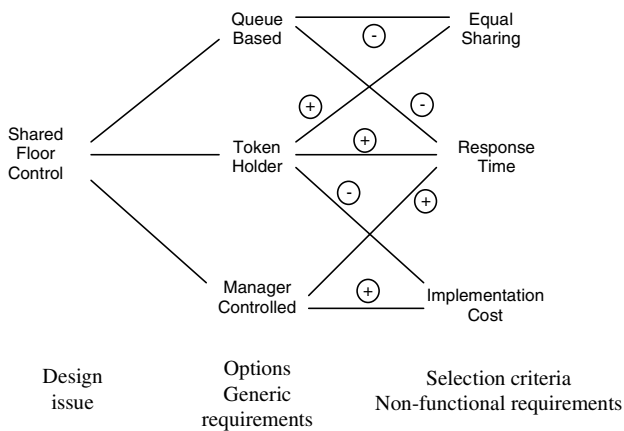 Queue
Based
Equal
Sharing
-
+
-
Shared
Floor
Control
Token
Holder
+
Response
Time
-
+
Manager
Controlled
+
Implementation
Cost
Design
issue
Options
Generic
requirements
Selection criteria
Non-functional requirements